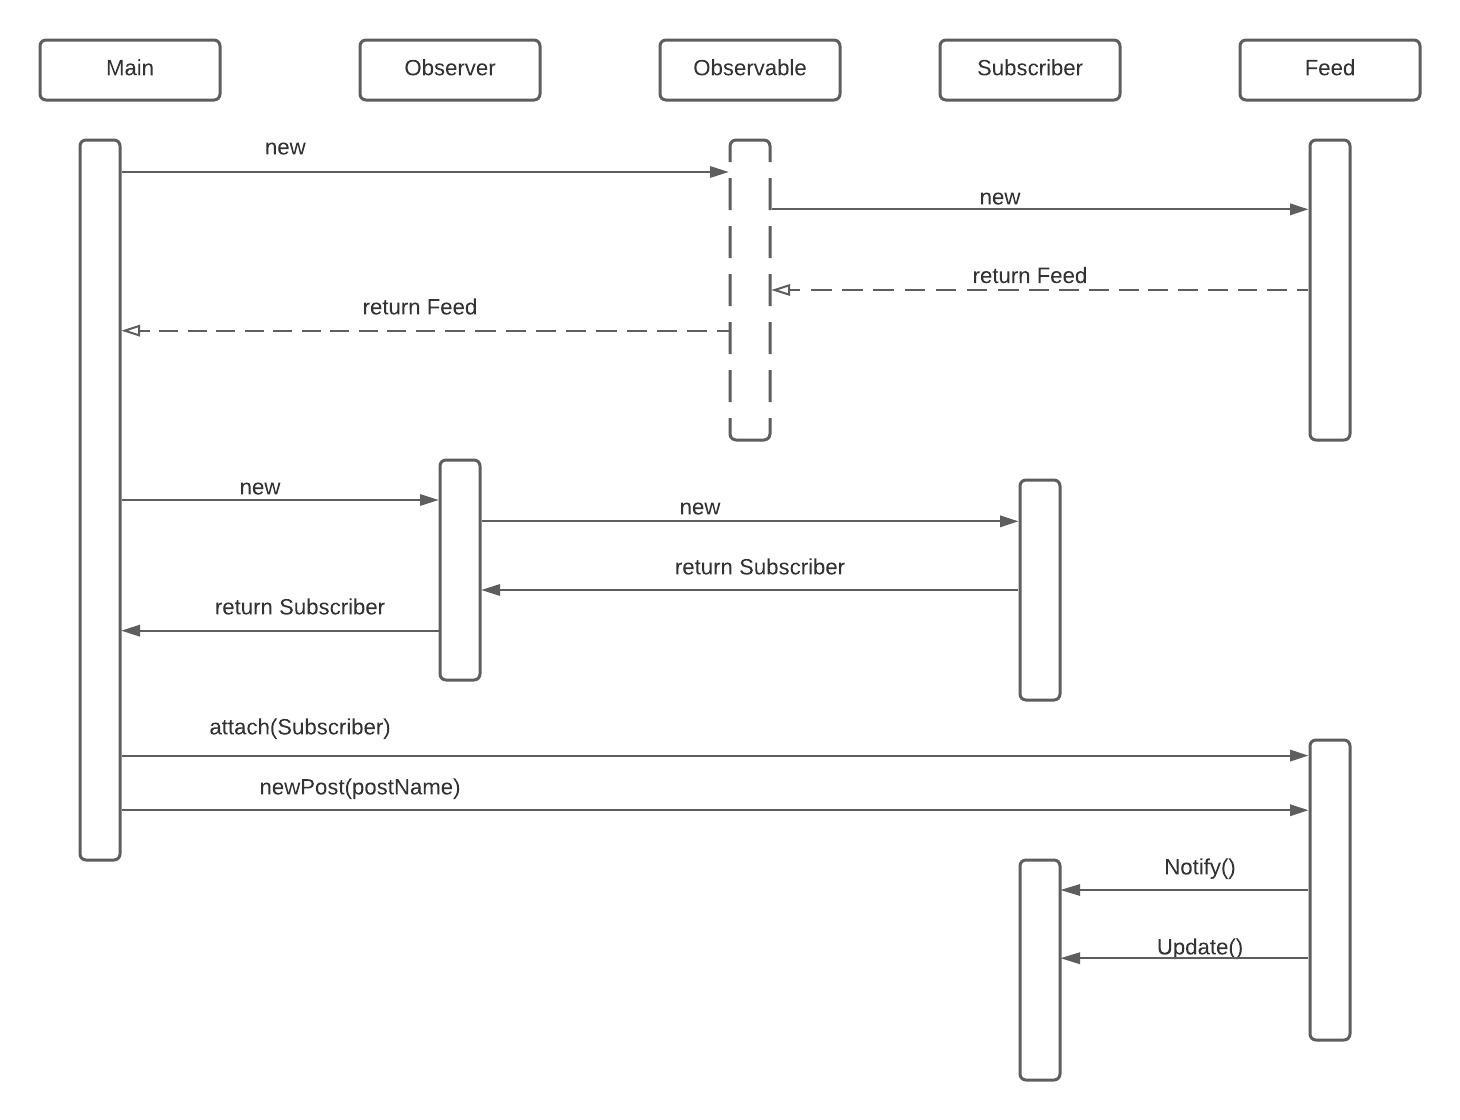 Main
Observer
Observable
Subscriber
Feed
new
new
return Feed
return Feed
new
new
return Subscriber
return Subscriber
attach(Subscriber)
newPost(postName)
Notify()
Update()